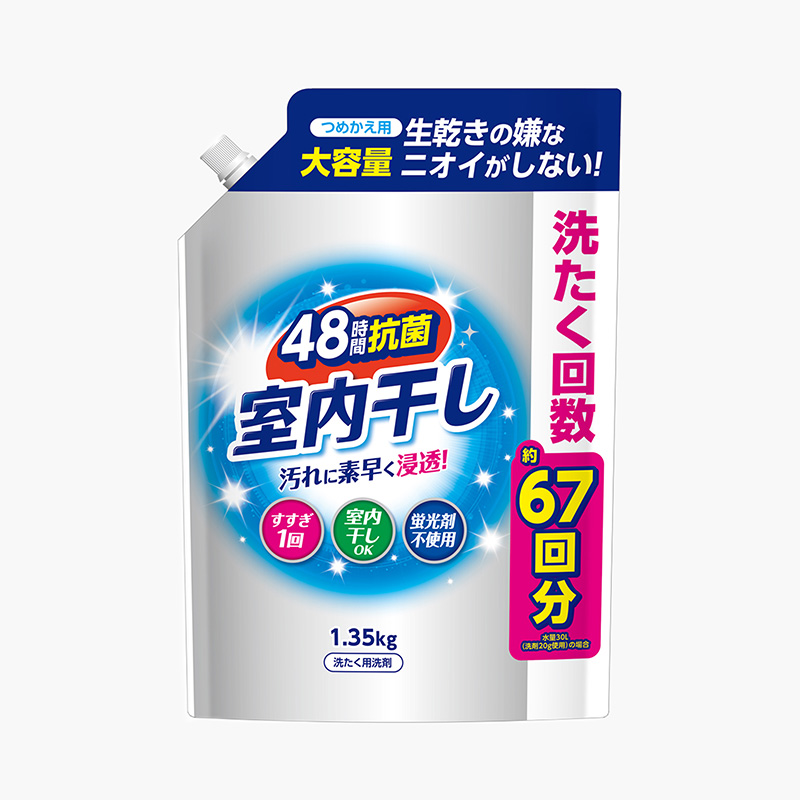 つめかえ用
大容量
生乾きの嫌な
ニオイがしない!
洗たく回数
約
67
回
分
水量30L
(洗剤20g使用)の場合
48時間抗菌
室内干し
汚れに素早く浸透!
すすぎ
1回
室内
干し
OK
蛍光剤
不使用
1.35kg
洗たく用洗剤